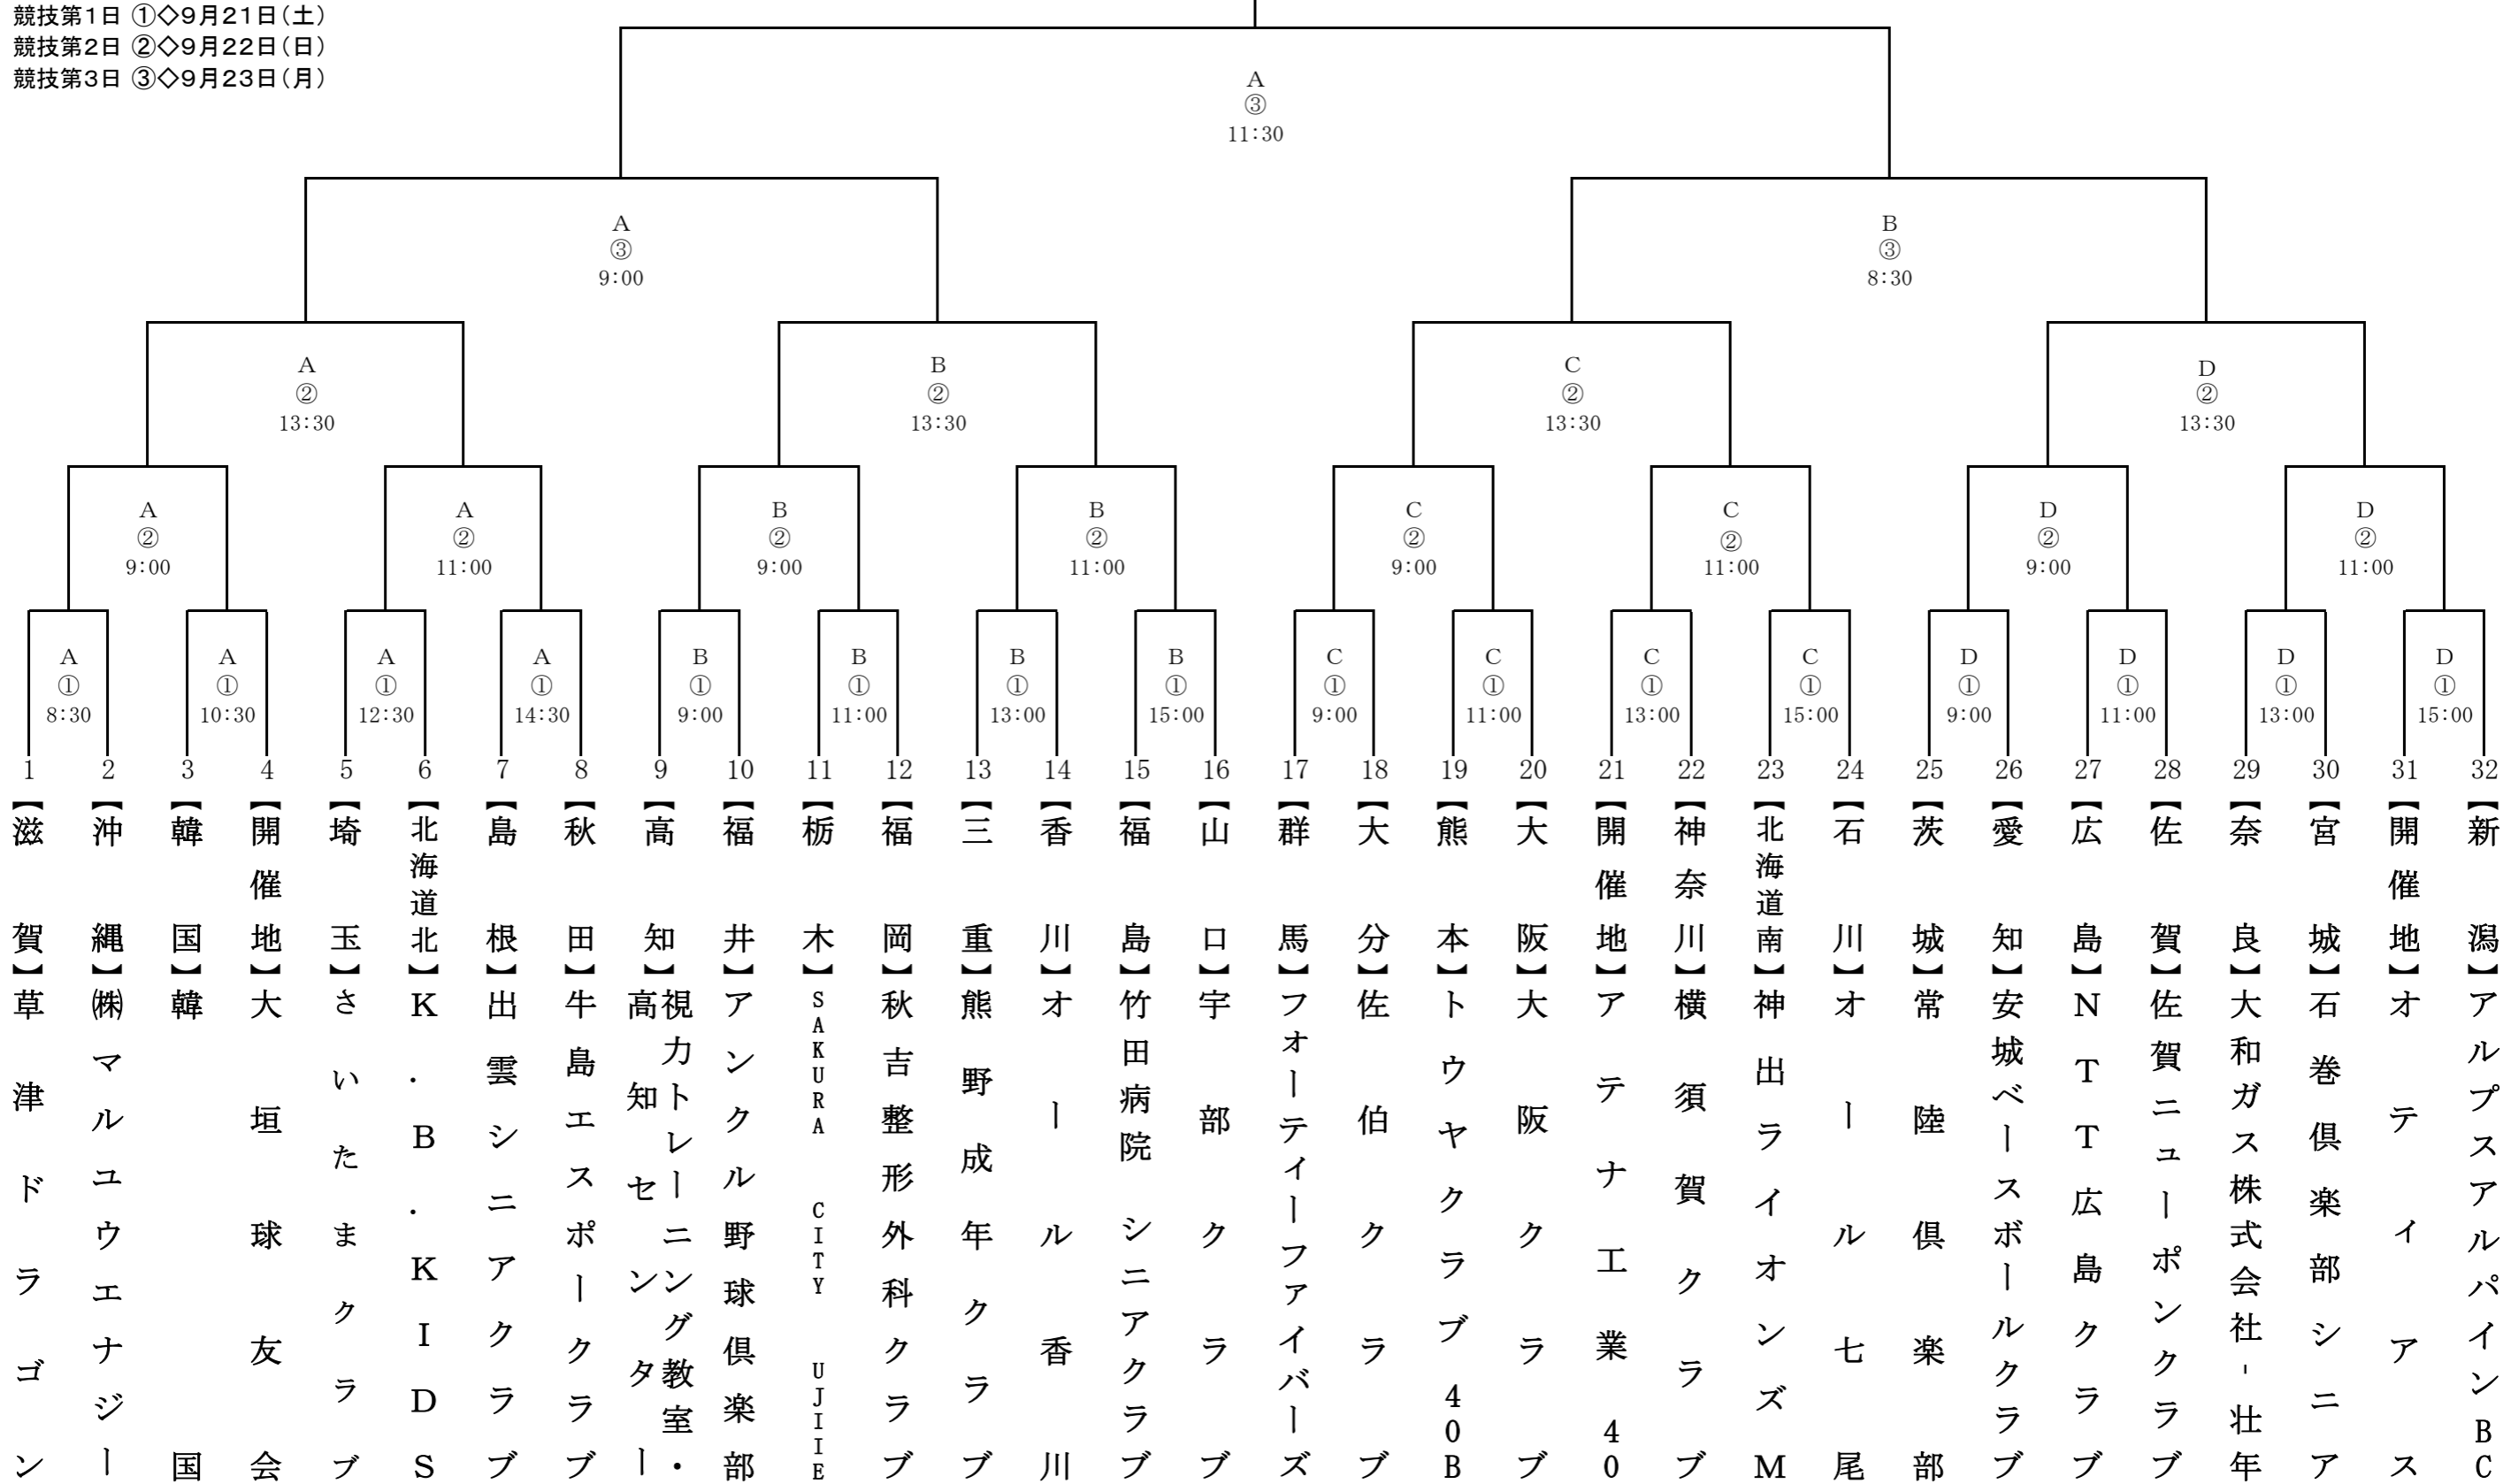 競技第1日 ①◇9月21日(土)
競技第2日 ②◇9月22日(日)
競技第3日 ③◇9月23日(月)
A
③
11:30
A
③
9:00
B
③
8:30
A
②
13:30
B
②
13:30
C
②
13:30
D
②
13:30
A
②
9:00
A
②
11:00
B
②
9:00
B
②
11:00
C
②
9:00
C
②
11:00
D
②
9:00
D
②
11:00
A
①
8:30
A
①
10:30
A
①
12:30
A
①
14:30
B
①
9:00
B
①
11:00
B
①
13:00
B
①
15:00
C
①
9:00
C
①
11:00
C
①
13:00
C
①
15:00
D
①
9:00
D
①
11:00
D
①
13:00
D
①
15:00
1
【滋賀】草津ドラゴン
2
【沖縄】㈱マルユウエナジー
3
【韓国】韓国
4
【開催地】大垣球友会
5
【埼玉】さいたまクラブ
6
【北海道北】K.B.KIDS
7
【島根】出雲シニアクラブ
8
【秋田】牛島エスポークラブ
9
【高知】視力トレーニング教室・
高知センター
10
【福井】アンクル野球倶楽部
11
【栃木】SAKURA CITY UJIIE
12
【福岡】秋吉整形外科クラブ
13
【三重】熊野成年クラブ
14
【香川】オール香川
15
【福島】竹田病院シニアクラブ
16
【山口】宇部クラブ
17
【群馬】フォーティーファイバーズ
18
【大分】佐伯クラブ
19
【熊本】トウヤクラブ40B
20
【大阪】大阪クラブ
21
【開催地】アテナ工業40
22
【神奈川】横須賀クラブ
23
【北海道南】神出ライオンズM
24
【石川】オール七尾
25
【茨城】常陸倶楽部
26
【愛知】安城ベースボールクラブ
27
【広島】NTT広島クラブ
28
【佐賀】佐賀ニューポンクラブ
29
【奈良】大和ガス株式会社-壮年
30
【宮城】石巻倶楽部シニア
31
【開催地】オティアス
32
【新潟】アルプスアルパインBC